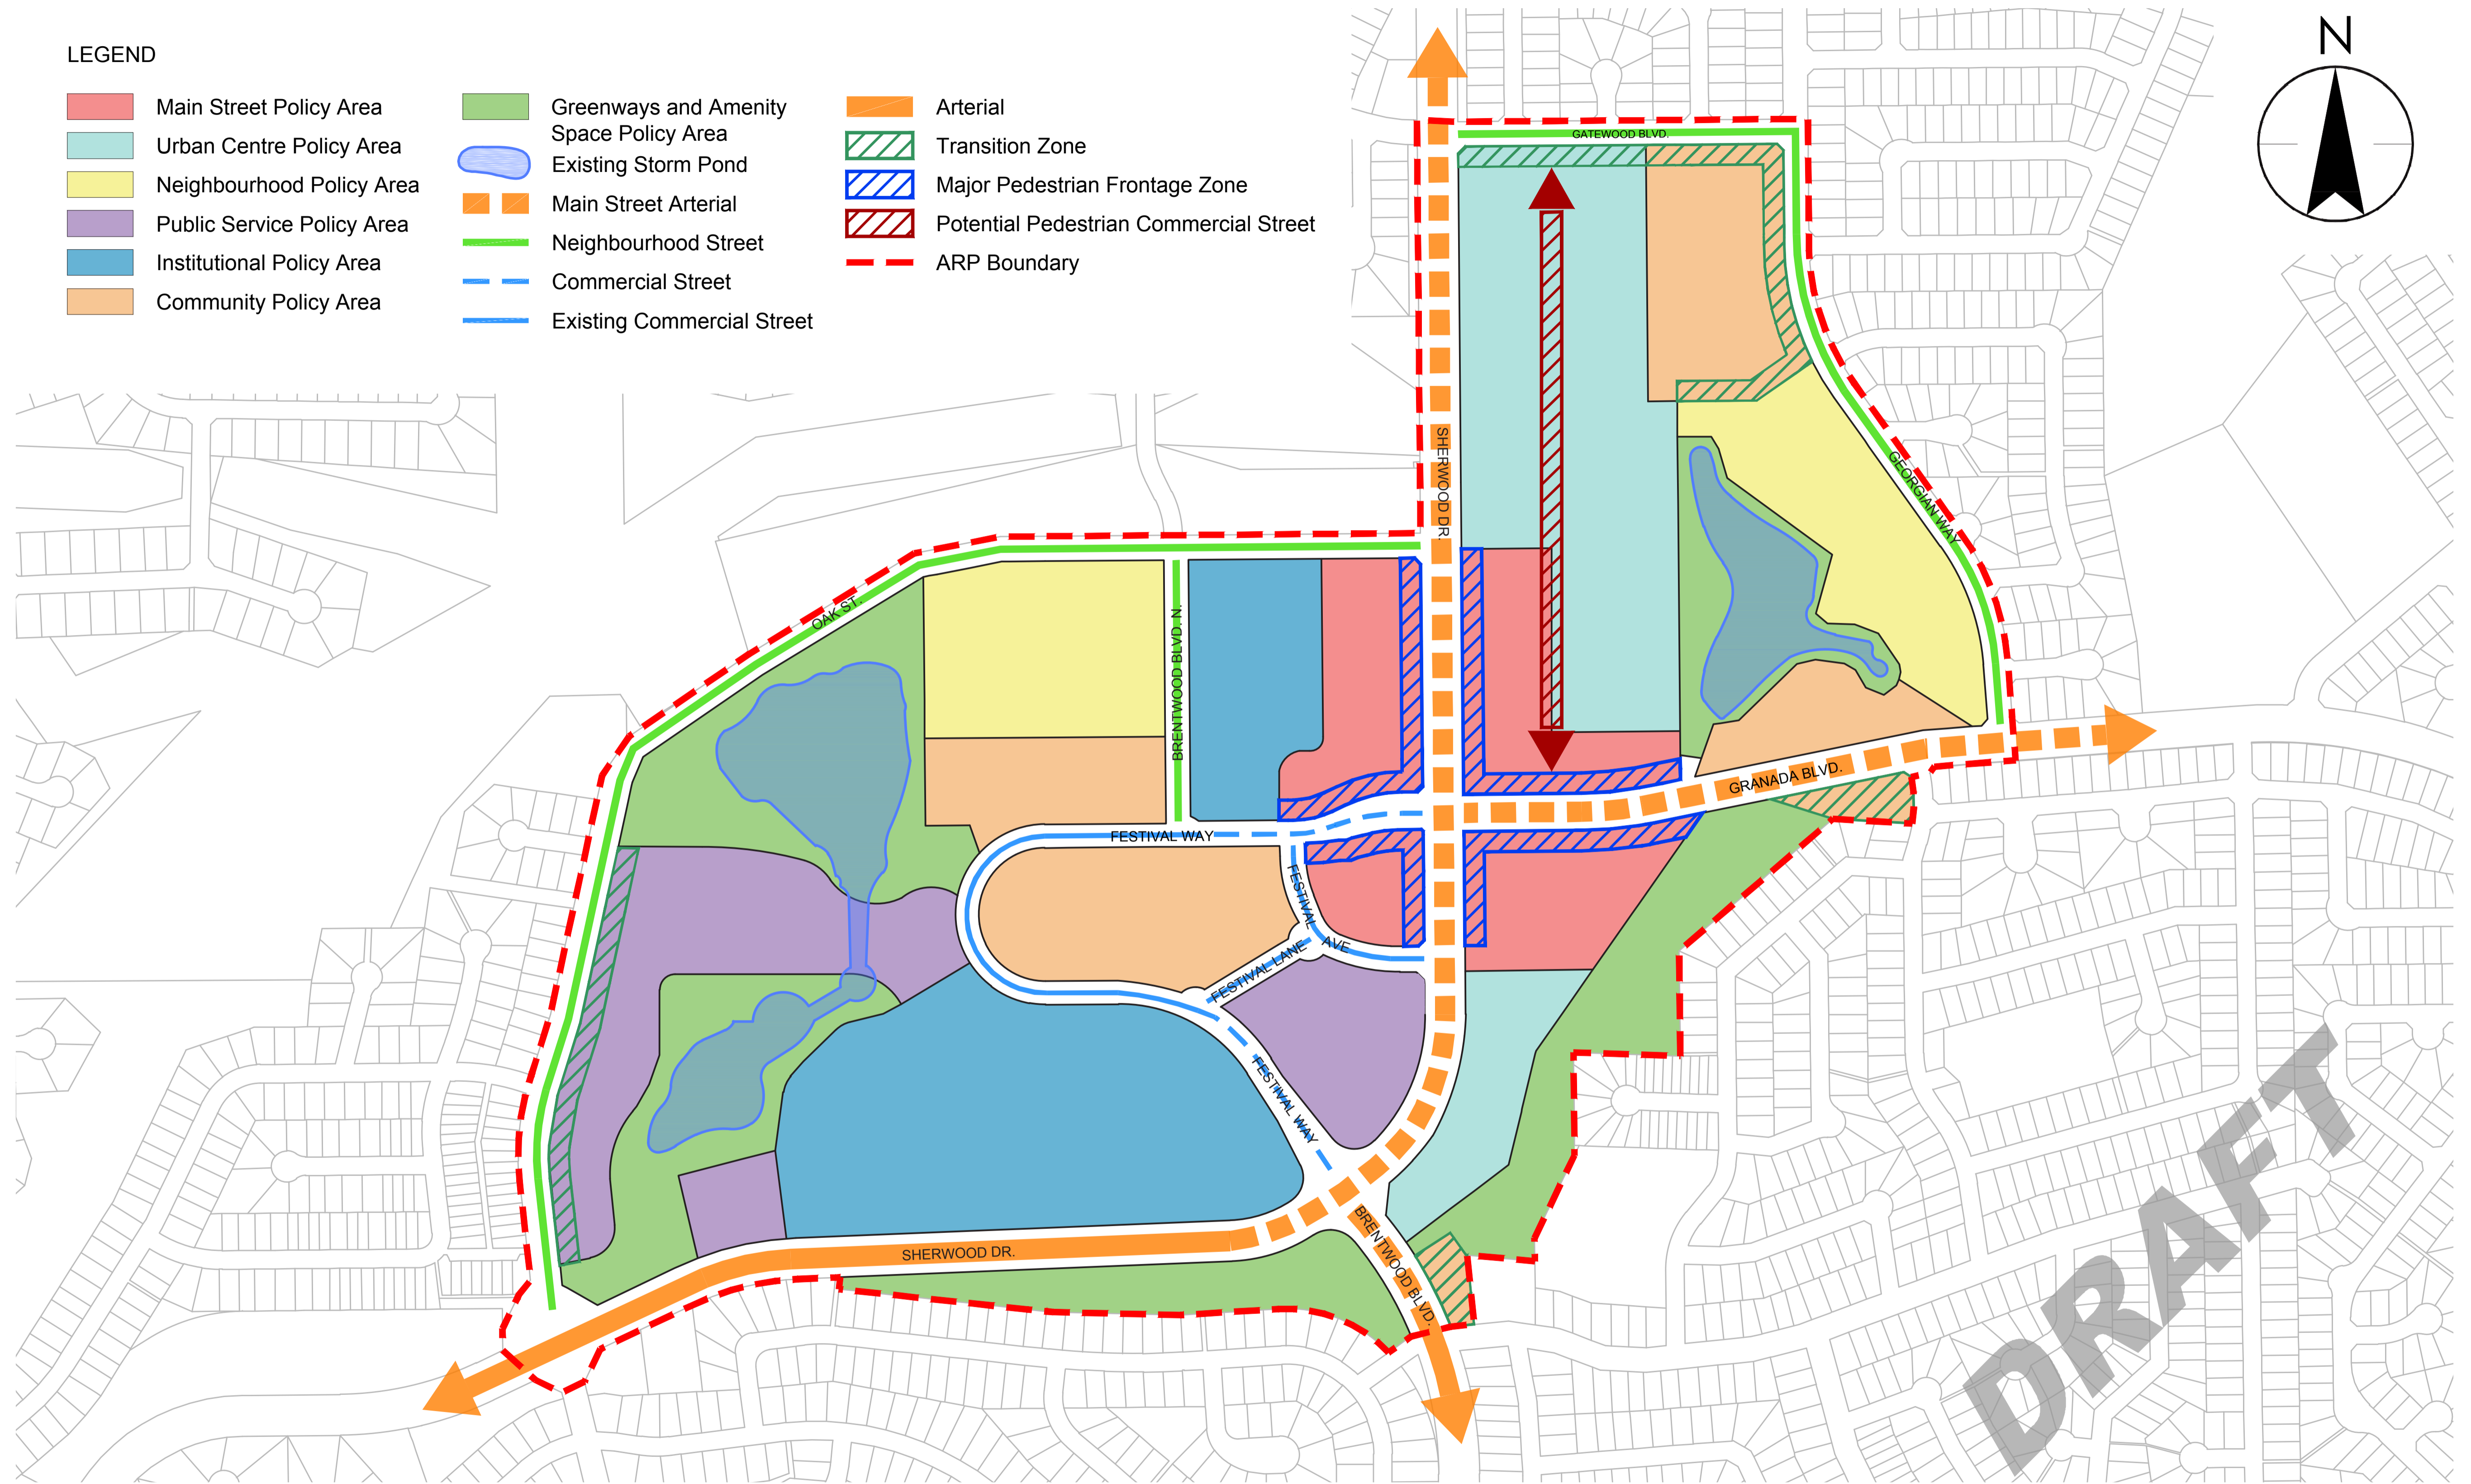 LEGEND
Main Street Policy Area
Urban Centre Policy Area
Neighbourhood Policy Area
Public Service Policy Area
Institutional Policy Area
Community Policy Area
Greenways and Amenity
Space Policy Area
Existing Storm Pond
Main Street Arterial
Neighbourhood Street
Commercial Street
Existing Commercial Street
Arterial
Transition Zone
Major Pedestrian Frontage Zone
Potential Pedestrian Commercial Street
ARP Boundary
N
GATEWOOD BLVD.
SHERWOOD DR.
GEORGIAN WAY
OAK ST.
BRENTWOOD BLVD. N.
GRANADA BLVD.
FESTIVAL WAY
FESTIVAL AVE
FESTIVAL LANE
FESTIVAL WAY
SHERWOOD DR.
BRENTWOOD BLVD.
DRAFT